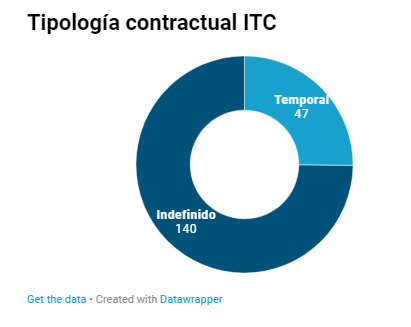 Tipología contractual ITC
Temporal
47
Indefinido
140
Get the data • Created with Datawrapper